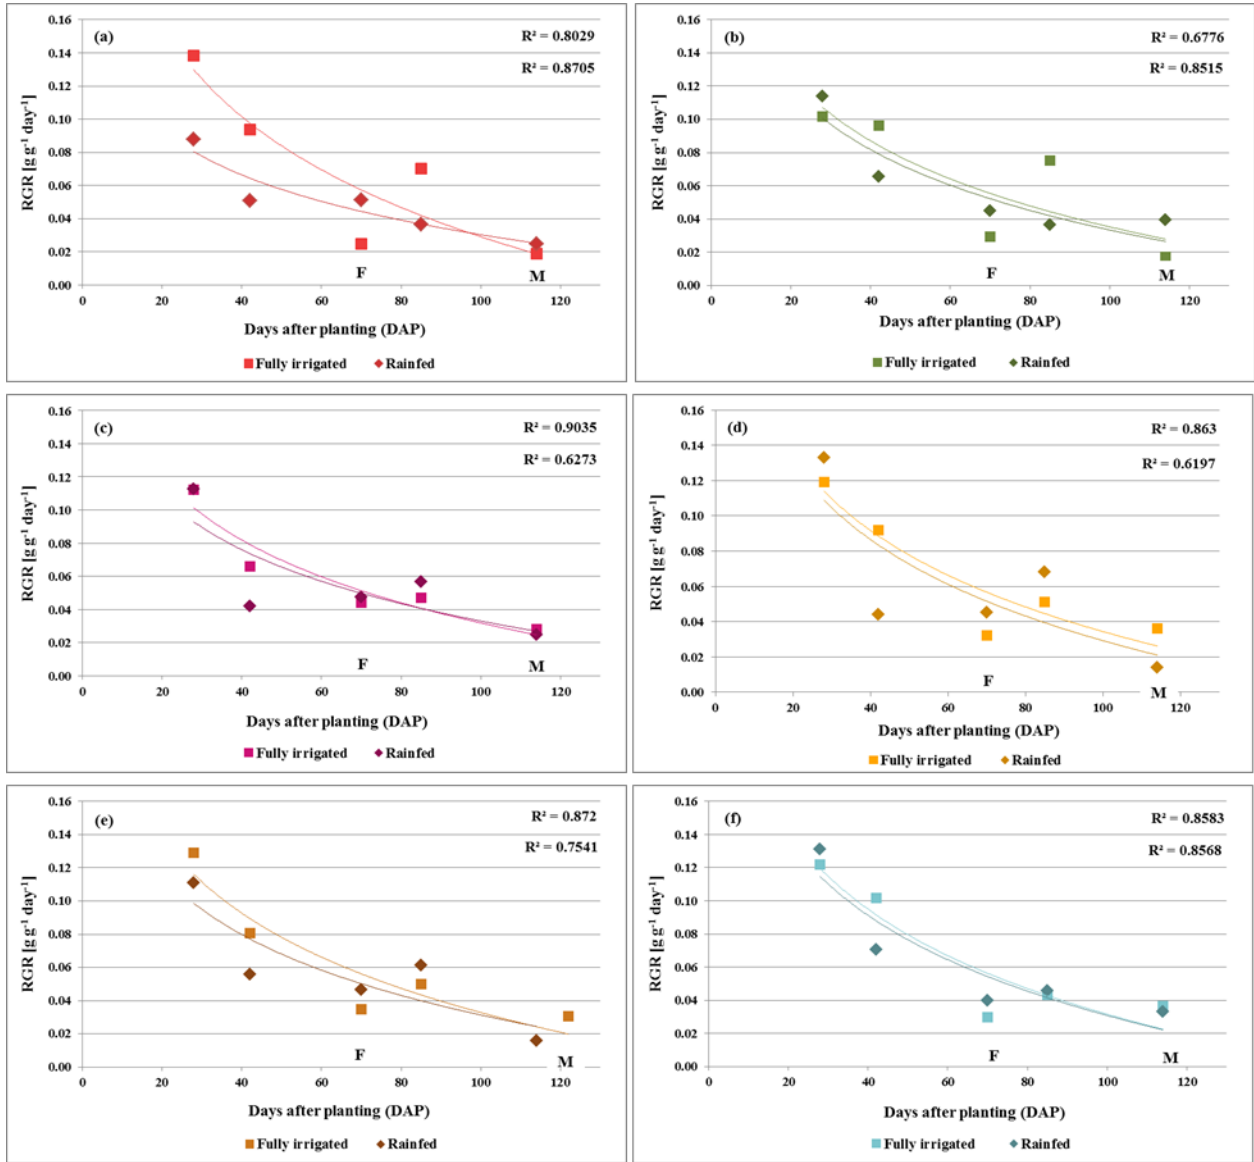 0.16
(a)
R² = 0.8029
0.14
R² = 0.8705
0.12
0.10
0.08
0.06
0.04
0.02
0.00
RGR [g g⁻¹ day⁻¹]
F
M
0 20 40 60 80 100 120
Days after planting (DAP)
Fully irrigated Rainfed
0.16
(b)
R² = 0.6776
0.14
R² = 0.8515
0.12
0.10
0.08
0.06
0.04
0.02
0.00
RGR [g g⁻¹ day⁻¹]
F
M
0 20 40 60 80 100 120
Days after planting (DAP)
Fully irrigated Rainfed
0.16
(c)
R² = 0.9035
0.14
R² = 0.6273
0.12
0.10
0.08
0.06
0.04
0.02
0.00
RGR [g g⁻¹ day⁻¹]
F
M
0 20 40 60 80 100 120
Days after planting (DAP)
Fully irrigated Rainfed
0.16
(d)
R² = 0.863
0.14
R² = 0.6197
0.12
0.10
0.08
0.06
0.04
0.02
0.00
RGR [g g⁻¹ day⁻¹]
F
M
0 20 40 60 80 100 120
Days after planting (DAP)
Fully irrigated Rainfed
0.16
(e)
R² = 0.872
0.14
R² = 0.7541
0.12
0.10
0.08
0.06
0.04
0.02
0.00
RGR [g g⁻¹ day⁻¹]
F
M
0 20 40 60 80 100 120
Days after planting (DAP)
Fully irrigated Rainfed
0.16
(f)
R² = 0.8583
0.14
R² = 0.8568
0.12
0.10
0.08
0.06
0.04
0.02
0.00
RGR [g g⁻¹ day⁻¹]
F
M
0 20 40 60 80 100 120
Days after planting (DAP)
Fully irrigated Rainfed